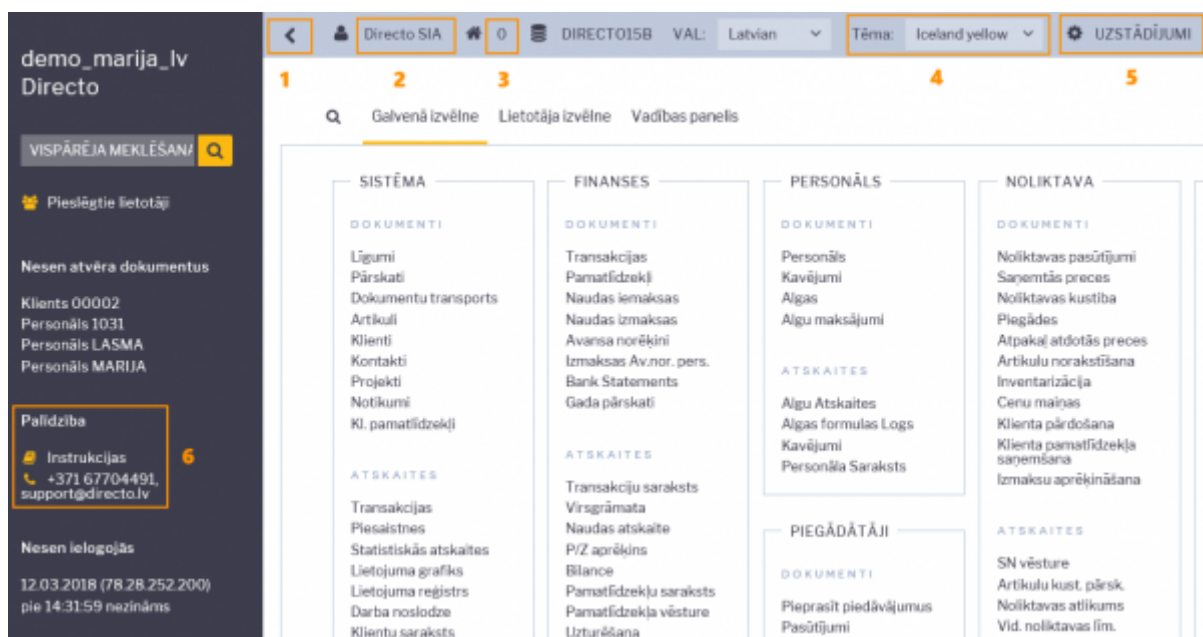 demo_marija_lv
Directo
VISPĀRĒJA MEKLĒŠANA
Pieslēgtie lietotāji
Nesen atvēra dokumentus
Klients 00002
Personāls 1031
Personāls LASMA
Personāls MARIJA
Palīdzība
Instrukcijas
+371 67704491,
support@directo.lv
6
Nesen ielogojās
12.03.2018 (78.28.252.200)
pie 14:31:59 nezināms
Directo SIA 0 DIRECTO15B VAL: Latvian Tēma: Iceland yellow UZSTĀDĪJUMI
1 2 3 4 5
Galvenā izvēlne Lietotāja izvēlne Vadības panelis
SISTĒMA
DOKUMENTI
Līgumi
Pārskati
Dokumentu transports
Artikuli
Klienti
Kontakti
Projekti
Notikumi
Kl. pamatlīdzekļi
ATSKAITES
Transakcijas
Piesaistnes
Statistiskās atskaites
Lietojuma grafiks
Lietojuma reģistrs
Darba noslodze
Klientu saraksts
FINANSES
DOKUMENTI
Transakcijas
Pamatlīdzekļi
Naudas iemaksas
Naudas izmaksas
Avansa norēķini
Izmaksas Av.nor. pers.
Bank Statements
Gada pārskati
ATSKAITES
Transakciju saraksts
Virsgrāmata
Naudas atskaite
P/Z aprēķins
Bilance
Pamatlīdzekļu saraksts
Pamatlīdzekļa vēsture
Uzturēšana
PERSONĀLS
DOKUMENTI
Personāls
Kavējumi
Algas
Algu maksājumi
ATSKAITES
Algu Atskaites
Algas formulas Logs
Kavējumi
Personāla Saraksts
PIEGĀDĀTĀJI
DOKUMENTI
Pieprasīt piedāvājumus
Pasūtījumi
NOLIKTAVA
DOKUMENTI
Noliktavas pasūtījumi
Saņemtās preces
Noliktavas kustība
Piegādes
Atpakaļ atdotās preces
Artikulu norakstīšana
Inventarizācija
Cenu maiņas
Klienta pārdošana
Klienta pamatlīdzekļa
saņemšana
Izmaksu aprēķināšana
ATSKAITES
SN vēsture
Artikulu kust. pārsk.
Noliktavas atlikums
Vid. noliktavas līm.